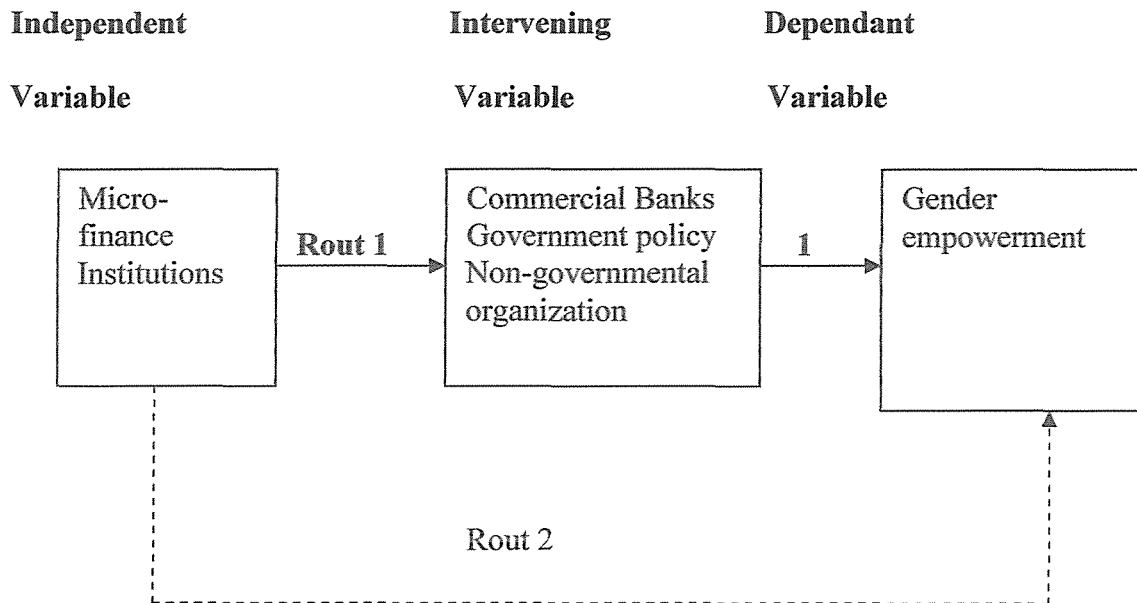 Independent Intervening Dependant
Variable Variable Variable
Micro-
finance
Institutions
Rout 1
Commercial Banks
Government policy
Non-governmental
organization
1
Gender
empowerment
Rout 2